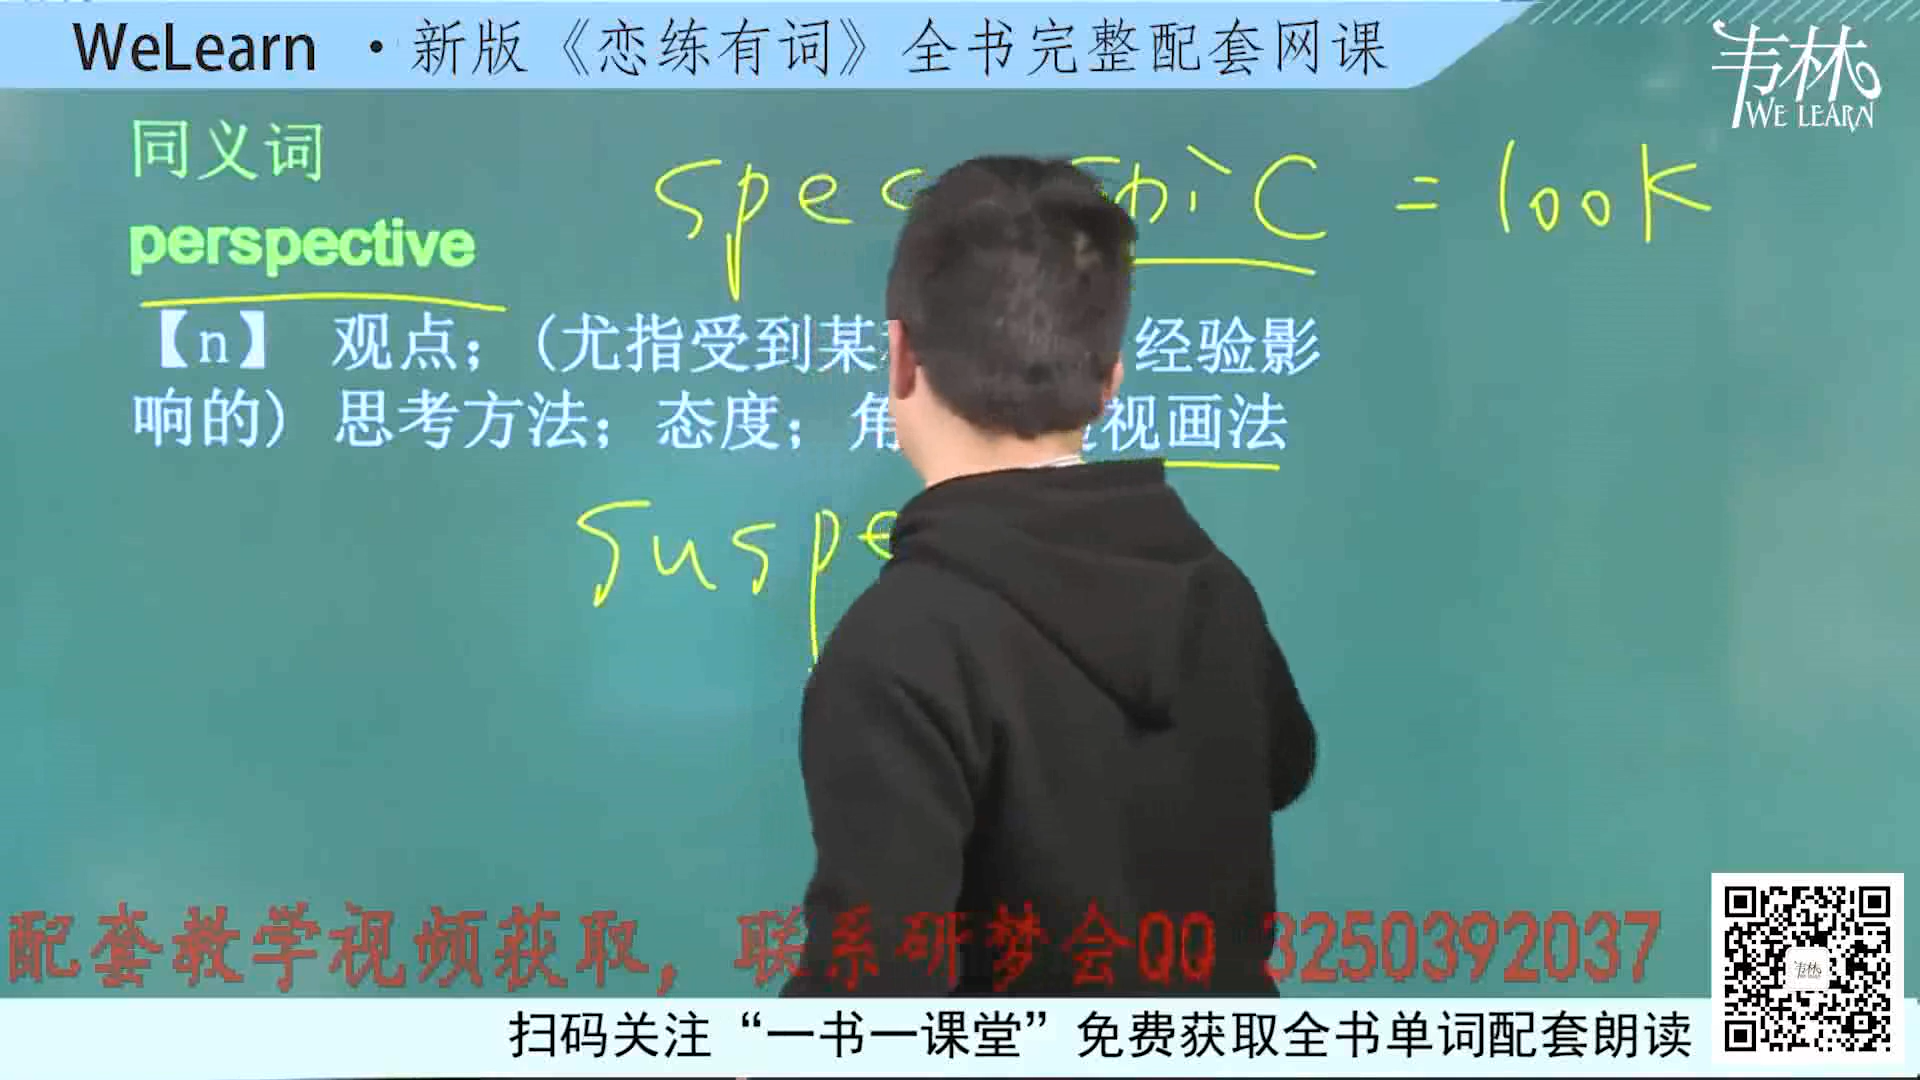 WeLearn ·新版《恋练有词》全书完整配套网课
韦林
WE LEARN
同义词
perspective
= look
【n】 观点；(尤指受到某 经验影
响的) 思考方法；态度；角 视画法
配套教学视频获取，联系研梦会QQ 3250392037
扫码关注“一书一课堂”免费获取全书单词配套朗读